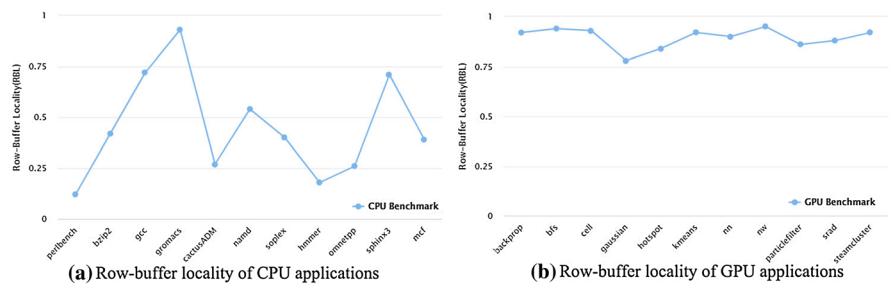 1
0.75
0.5
0.25
0
Row-Buffer Locality(RBL)
perlbench
bzip2
gcc
gromacs
cactusADM
namd
soplex
hmmer
omnetpp
sphinx3
mcf
CPU Benchmark
(a) Row-buffer locality of CPU applications
1
0.75
0.5
0.25
0
Row-Buffer Locality(RBL)
backprop
bfs
cell
gaussian
hotspot
kmeans
nn
nw
particlefilter
srad
steamcluster
GPU Benchmark
(b) Row-buffer locality of GPU applications